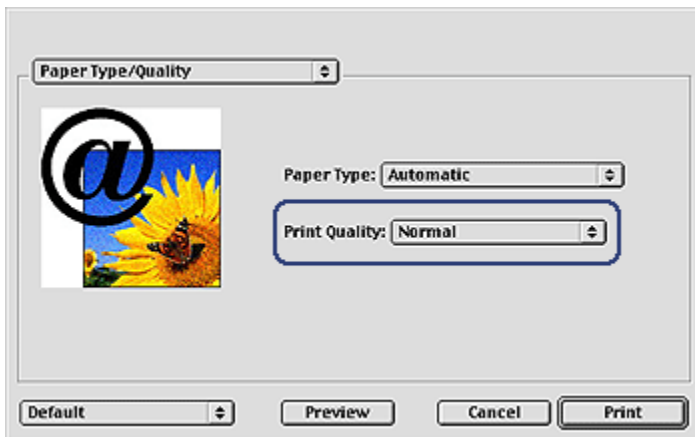 Paper Type/Quality
@
Paper Type: Automatic
Print Quality: Normal
Default Preview Cancel Print